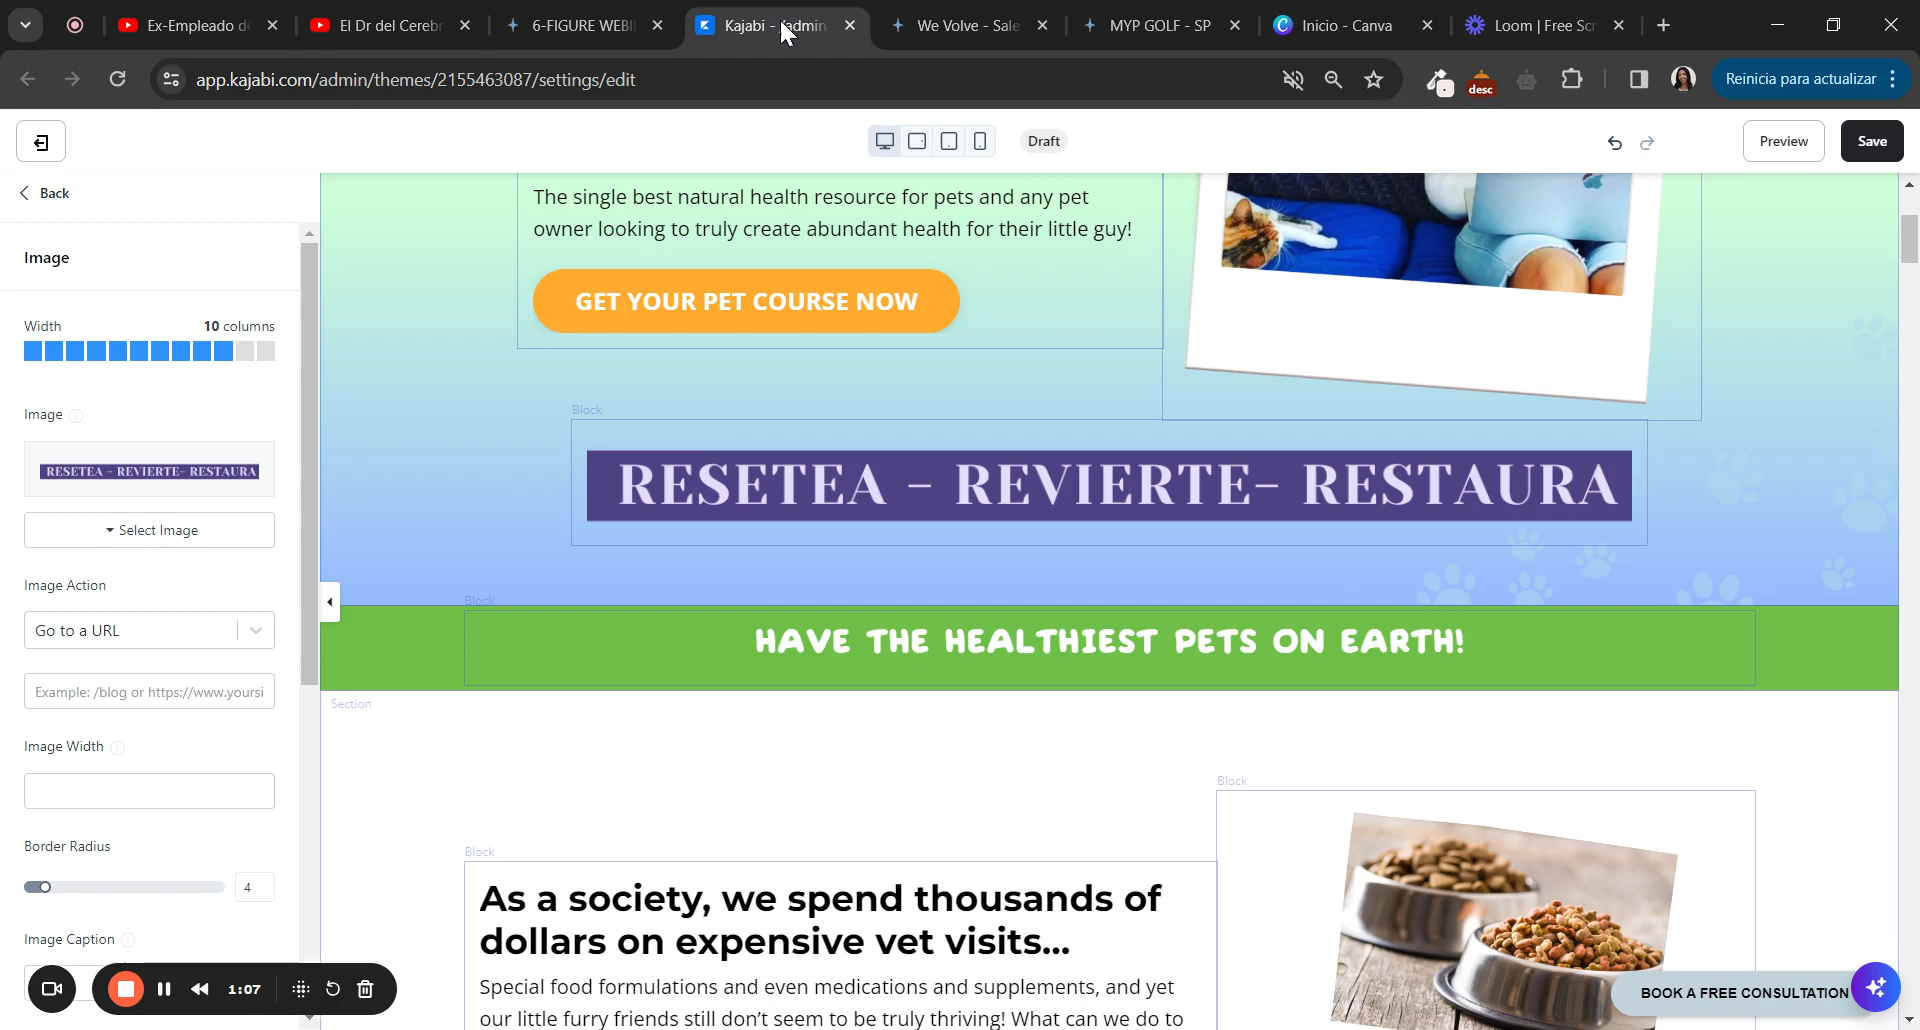 Ex-Empleado de
El Dr del Cerebr
6-FIGURE WEBI
Kajabi -
We Volve - Sale
MYP GOLF - SP
Inicio - Canva
Loom | Free Scr
app.kajabi.com/admin/themes/2155463087/settings/edit
desc
Reinicia para actualizar
Draft
Preview
Save
Back
Image
Width
10 columns
Image
RESETEA - REVIERTE- RESTAURA
Select Image
Image Action
Go to a URL
Example: /blog or https://www.yoursi
Image Width
Border Radius
4
Image Caption
1:07
The single best natural health resource for pets and any pet
owner looking to truly create abundant health for their little guy!
GET YOUR PET COURSE NOW
Block
RESETEA - REVIERTE- RESTAURA
Block
HAVE THE HEALTHIEST PETS ON EARTH!
Section
Block
Block
As a society, we spend thousands of
dollars on expensive vet visits...
Special food formulations and even medications and supplements, and yet
our little furry friends still don't seem to be truly thriving! What can we do to
BOOK A FREE CONSULTATION